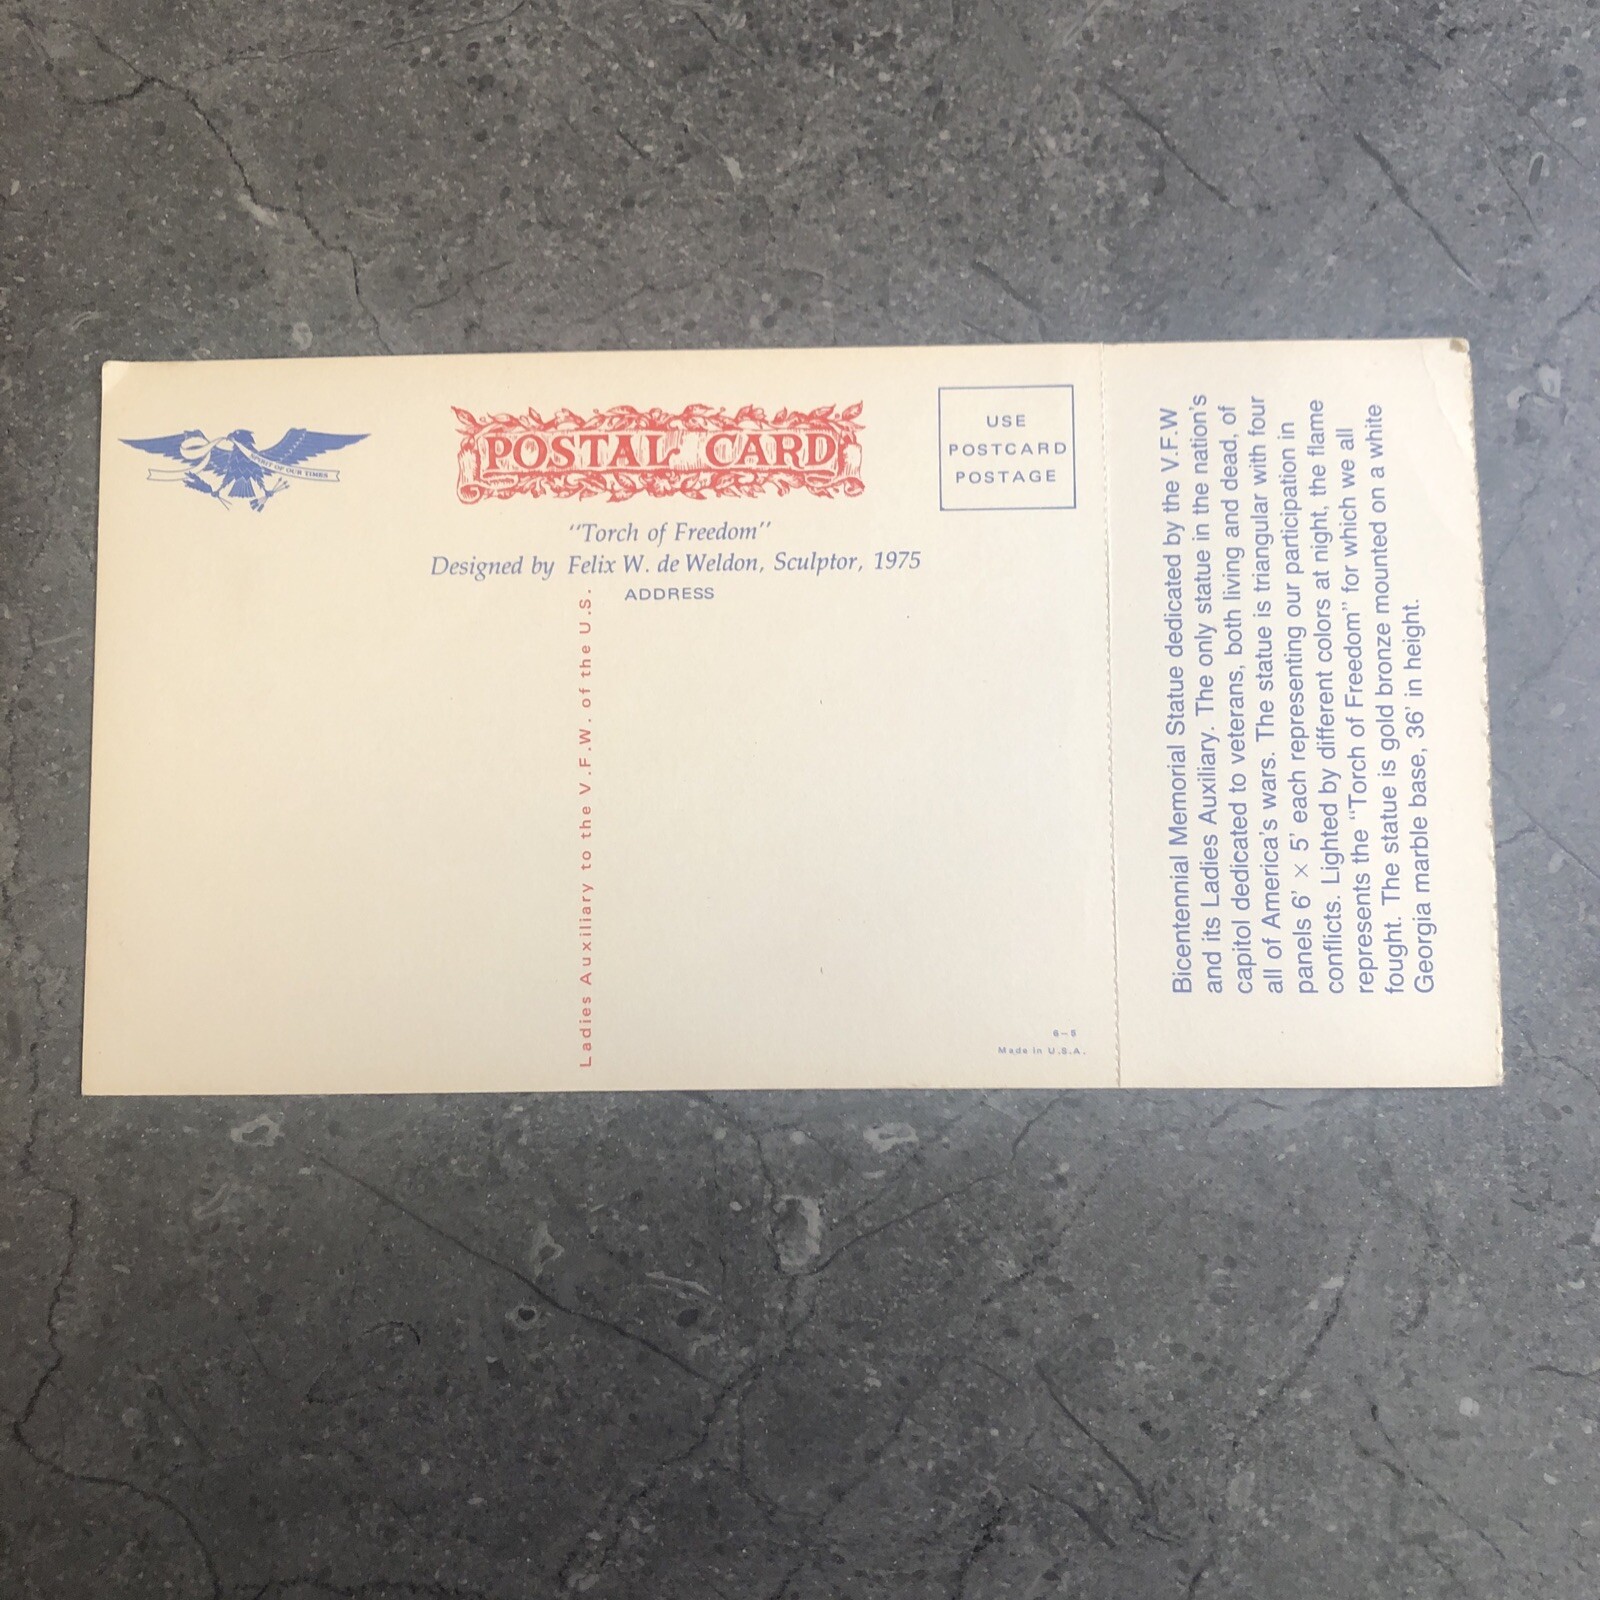 SPIRIT OF OUR TIMES
POSTAL CARD
USE
POSTCARD
POSTAGE
"Torch of Freedom"
Designed by Felix W. de Weldon, Sculptor, 1975
ADDRESS
Ladies Auxiliary to the V.F.W. of the U.S.
6-5
Made in U.S.A.
Bicentennial Memorial Statue dedicated by the V.F.W
and its Ladies Auxiliary. The only statue in the nation's
capitol dedicated to veterans, both living and dead, of
all of America's wars. The statue is triangular with four
panels 6' × 5' each representing our participation in
conflicts. Lighted by different colors at night, the flame
represents the "Torch of Freedom" for which we all
fought. The statue is gold bronze mounted on a white
Georgia marble base, 36' in height.